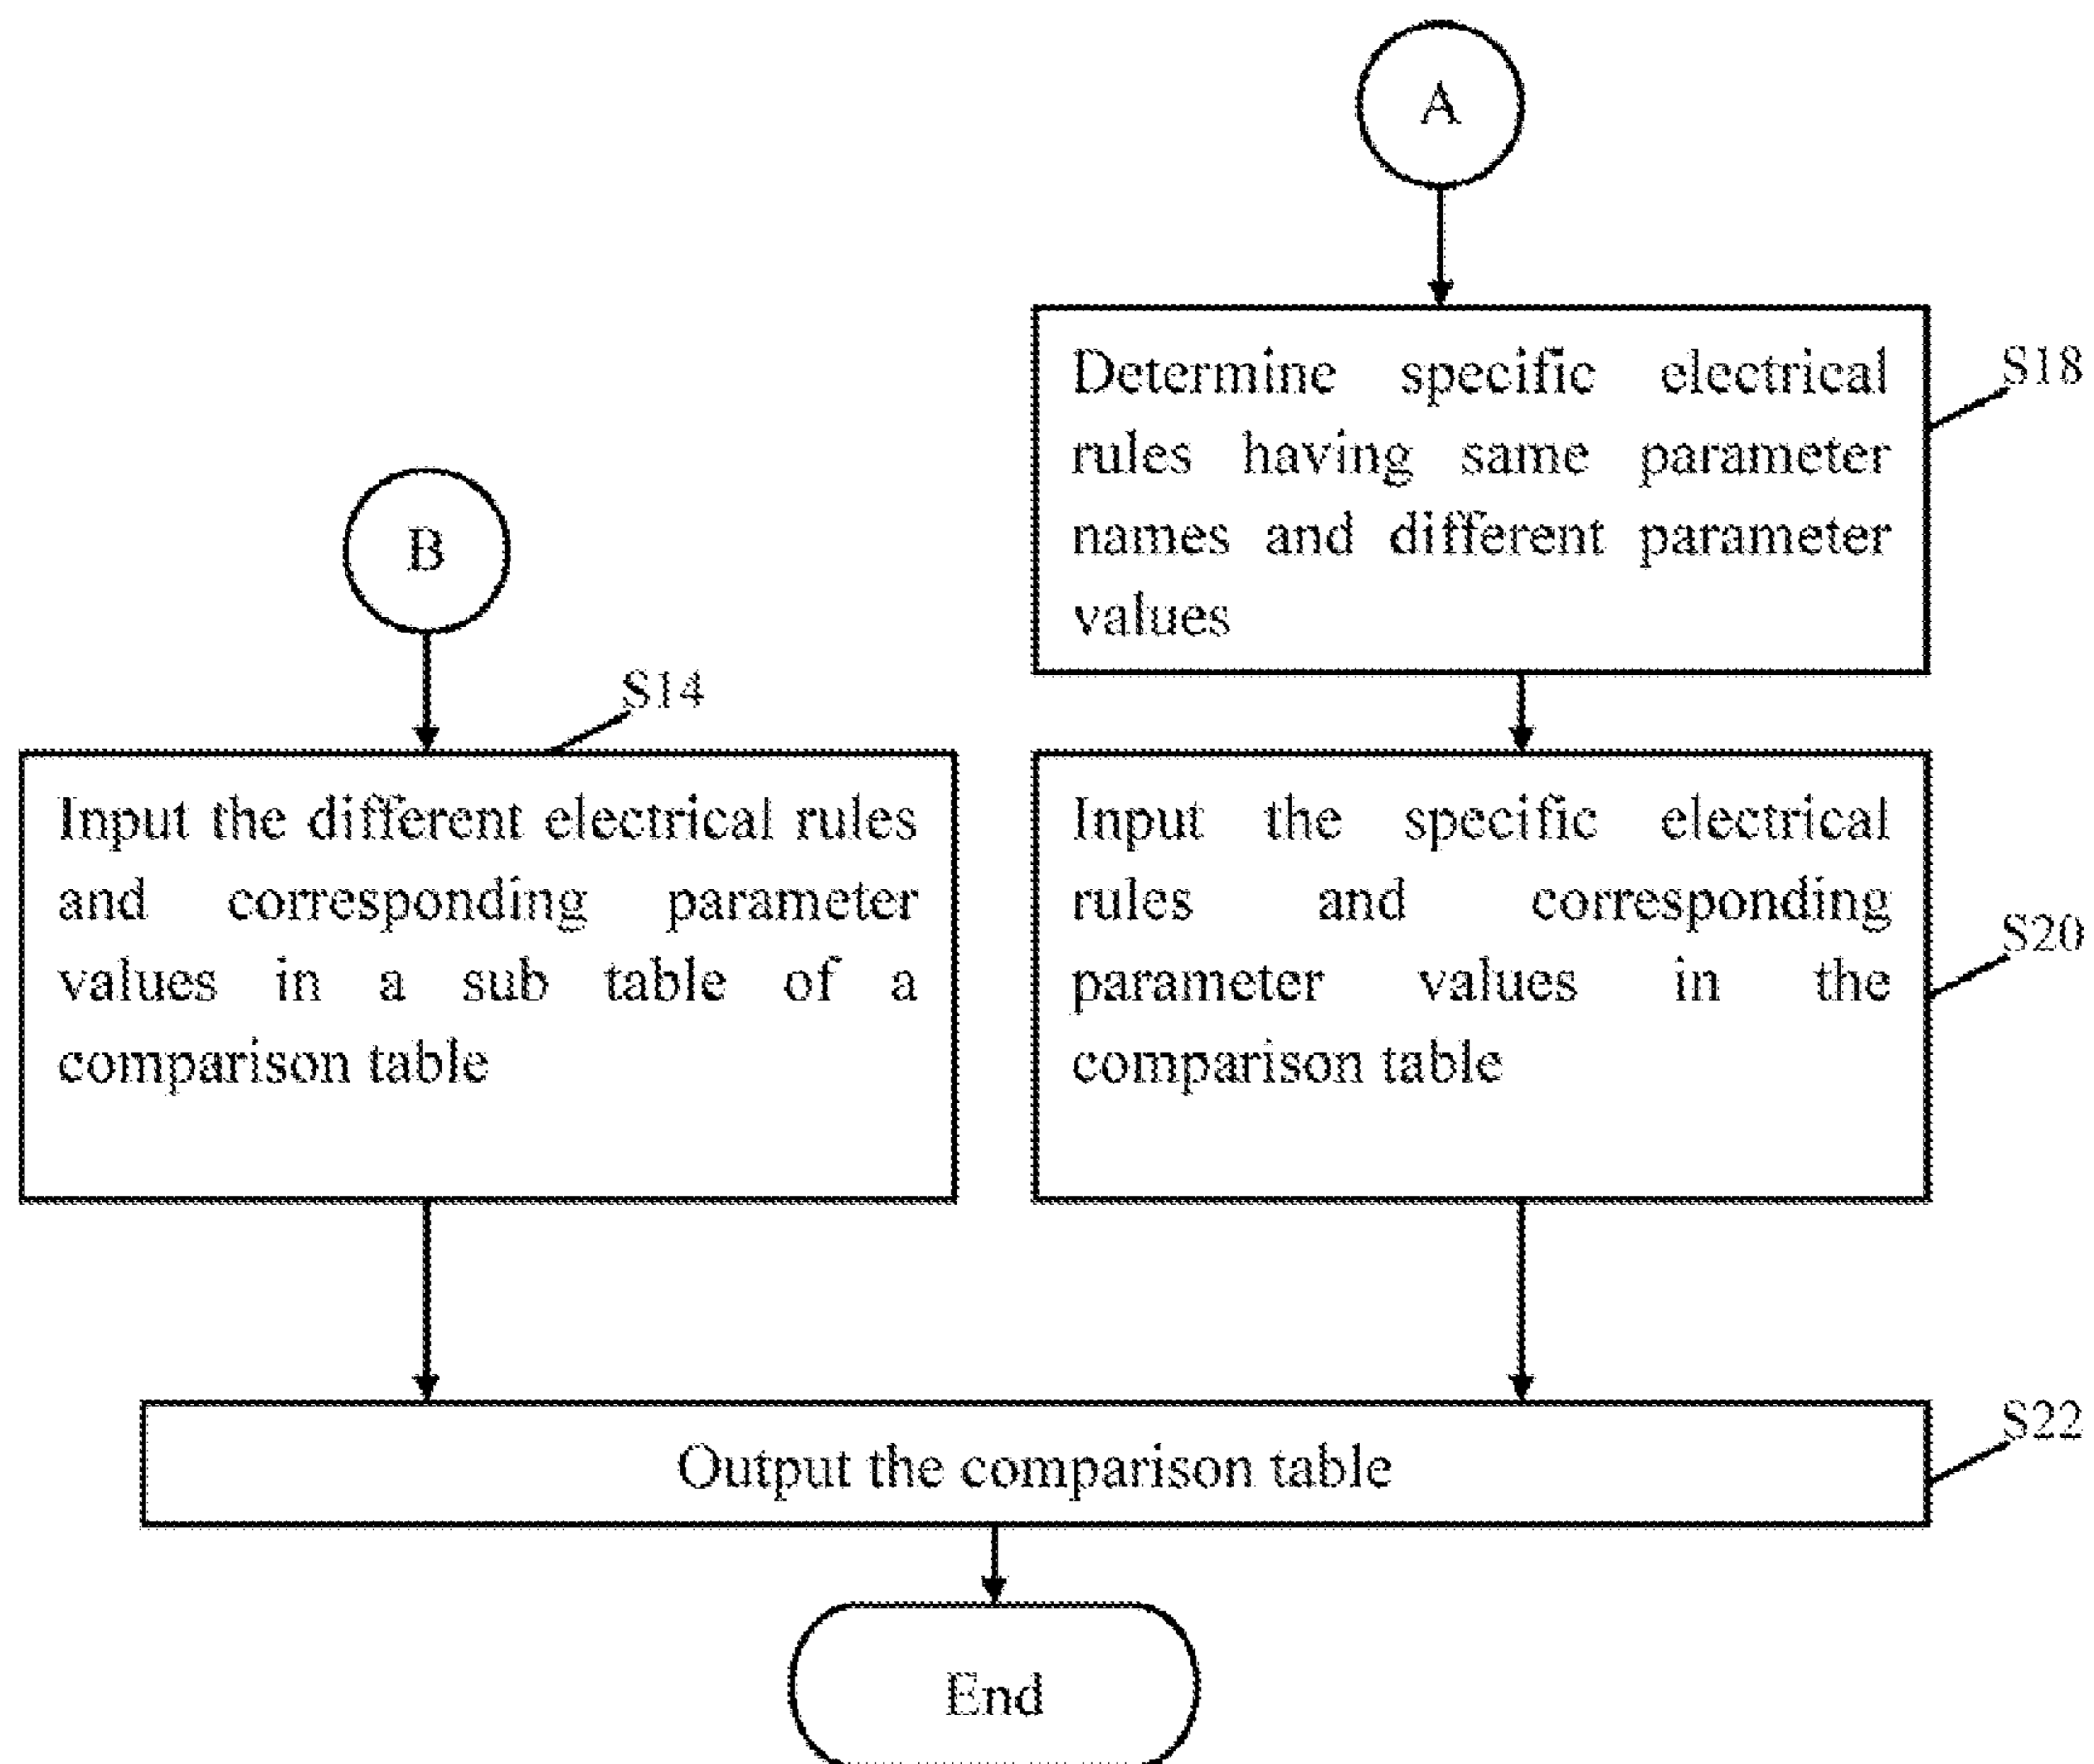 A
Determine specific electrical
rules having same parameter
names and different parameter
values
S18
B
S14
Input the different electrical rules
and corresponding parameter
values in a sub table of a
comparison table
Input the specific electrical
rules and corresponding
parameter values in the
comparison table
S20
Output the comparison table
S22
End